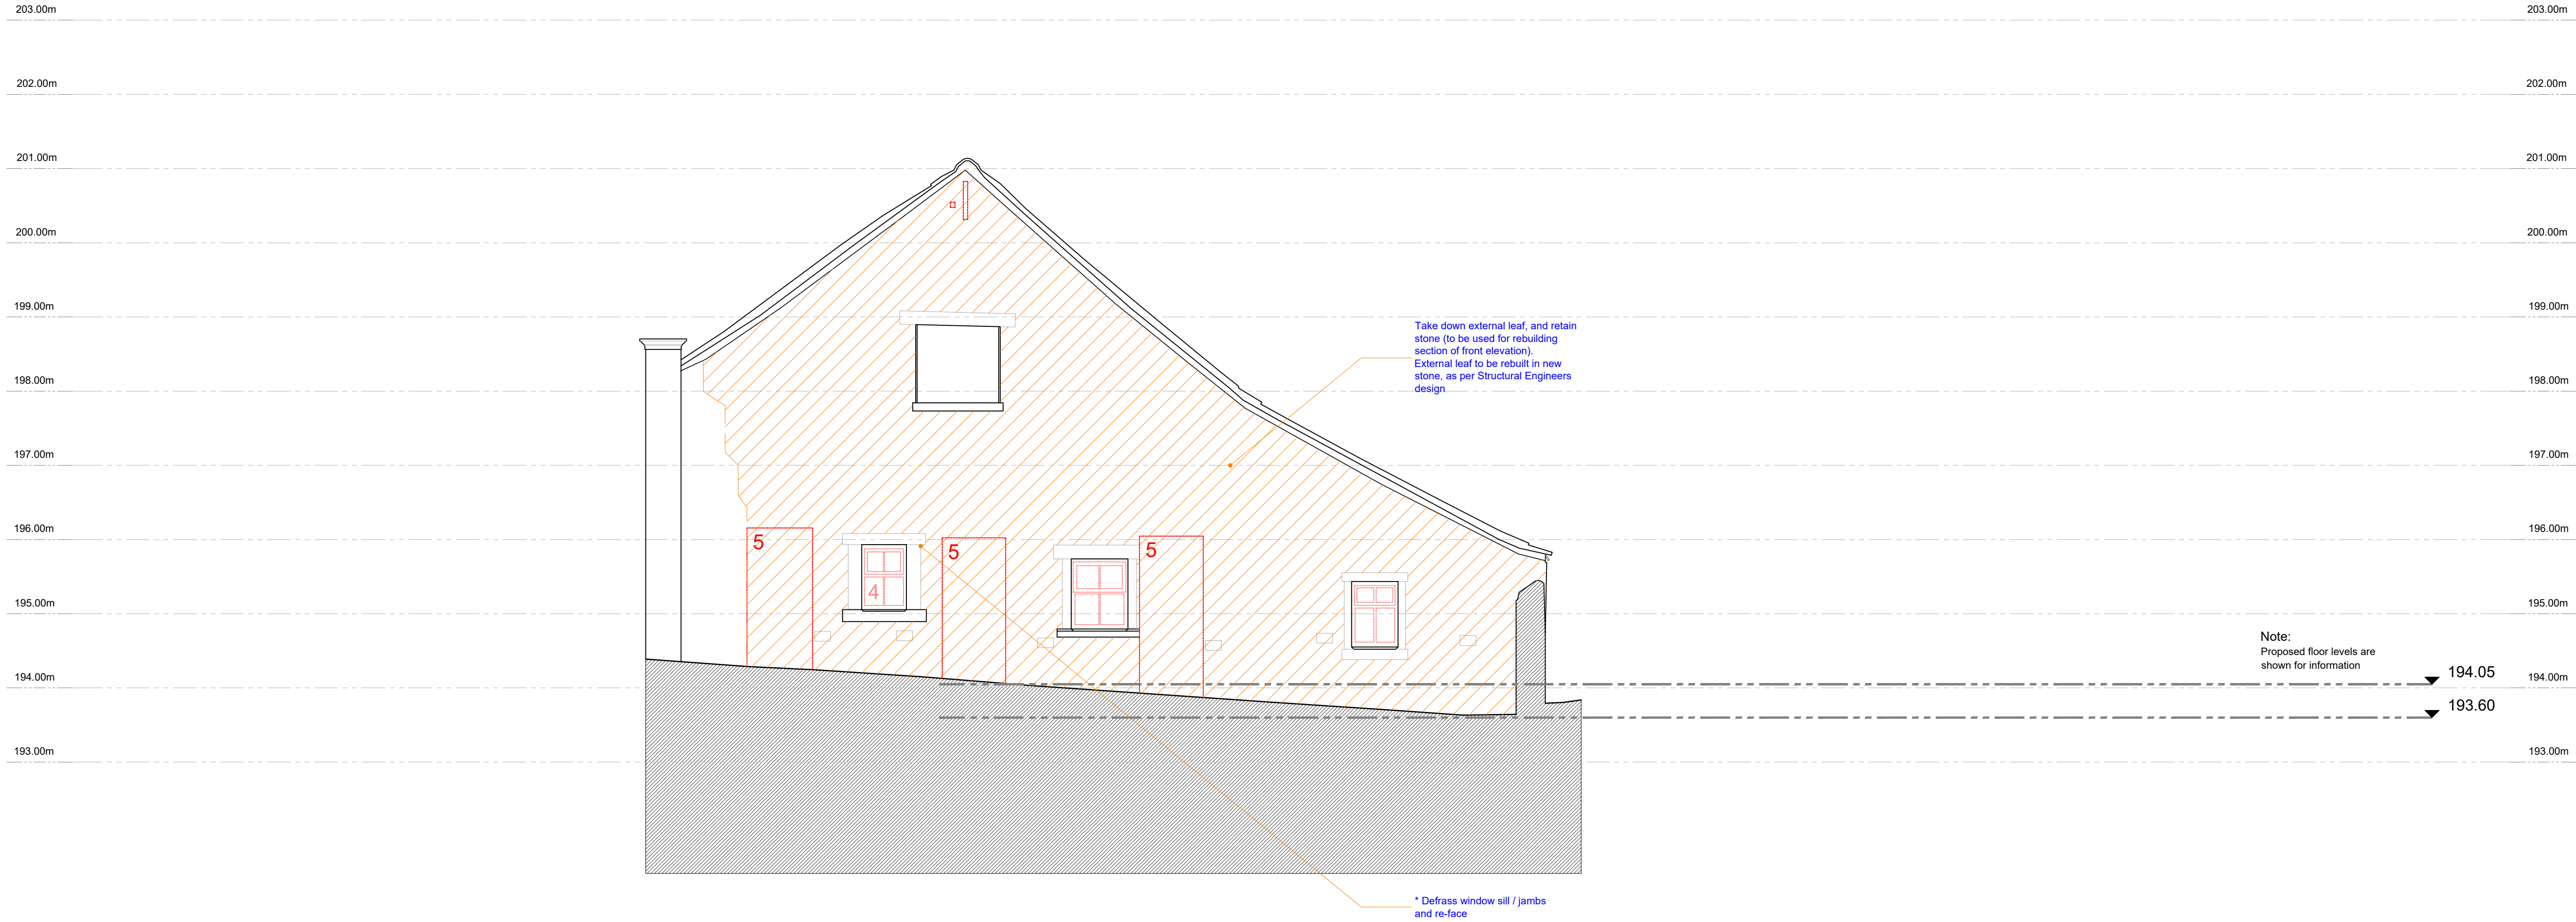 203.00m
203.00m
202.00m
202.00m
201.00m
201.00m
200.00m
200.00m
199.00m
199.00m
Take down external leaf, and retain
stone (to be used for rebuilding
section of front elevation).
External leaf to be rebuilt in new
stone, as per Structural Engineers
design
198.00m
198.00m
197.00m
197.00m
196.00m
196.00m
5
5
5
4
195.00m
195.00m
Note:
Proposed floor levels are
shown for information
194.00m
194.05
194.00m
193.60
193.00m
193.00m
* Defrass window sill / jambs
and re-face